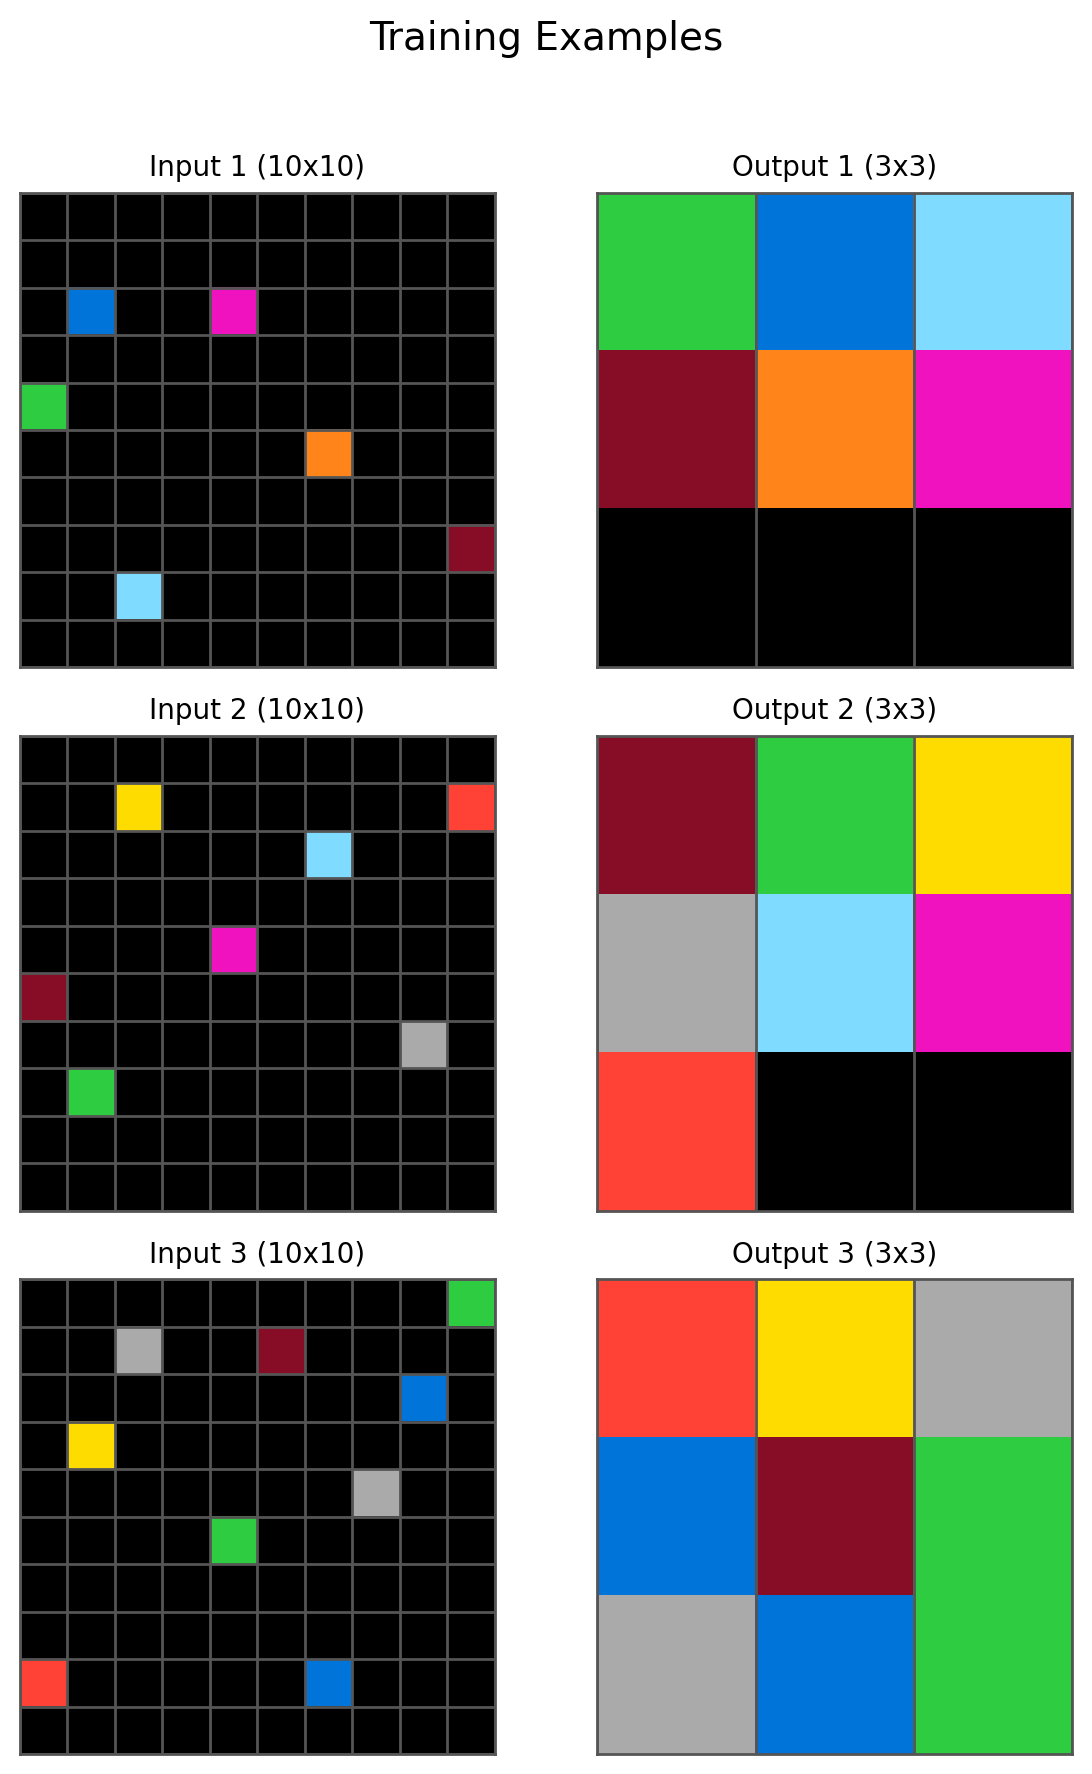 Training Examples
Input 1 (10x10)
Output 1 (3x3)
Input 2 (10x10)
Output 2 (3x3)
Input 3 (10x10)
Output 3 (3x3)